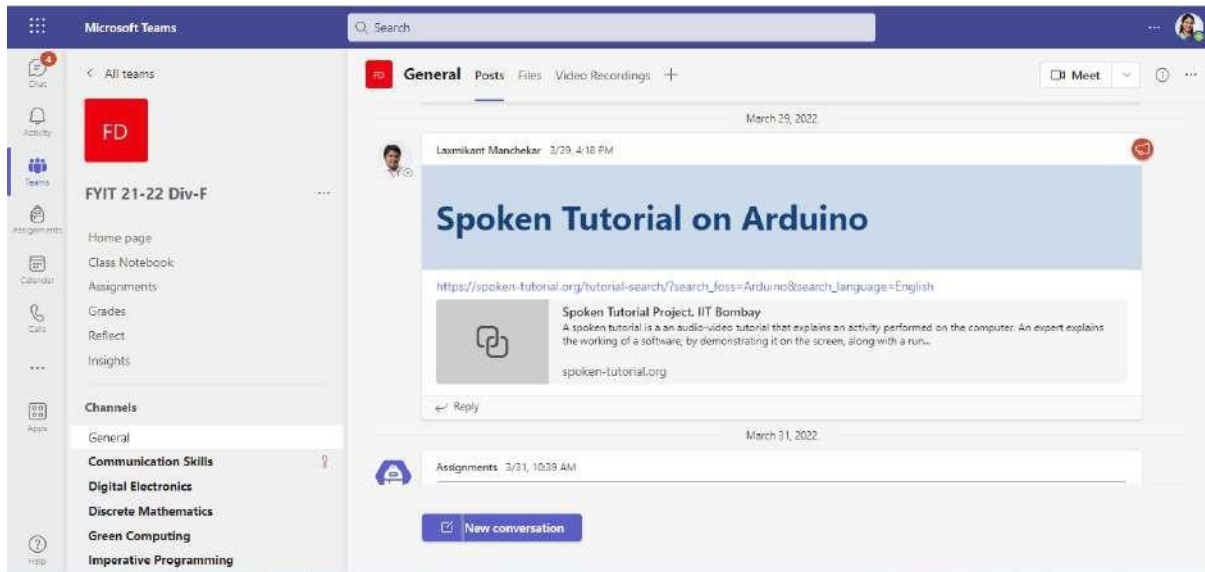 Microsoft Teams
Search
4
Chat
Activity
Teams
Assignments
Calendar
Calls
Apps
Help
All teams
FD
FYIT 21-22 Div-F
Home page
Class Notebook
Assignments
Grades
Reflect
Insights
Channels
General
Communication Skills
Digital Electronics
Discrete Mathematics
Green Computing
Imperative Programming
FD General Posts Files Video Recordings
Meet
March 29, 2022
Laxmikant Manchekar 3/29, 4:18 PM
Spoken Tutorial on Arduino
https://spoken-tutorial.org/tutorial-search/?search_foss=Arduino&search_language=English
Spoken Tutorial Project, IIT Bombay
A spoken tutorial is a an audio-video tutorial that explains an activity performed on the computer. An expert explains
the working of a software, by demonstrating it on the screen, along with a run...
spoken-tutorial.org
Reply
March 31, 2022
Assignments 3/31, 10:39 AM
New conversation